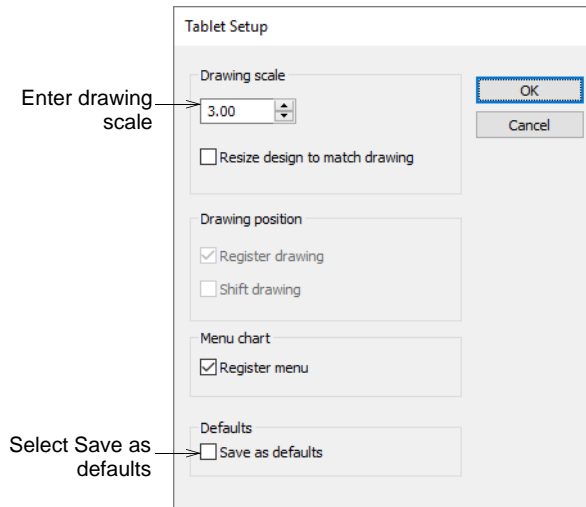 Tablet Setup
Drawing scale
Enter drawing
scale
3.00
OK
Cancel
Resize design to match drawing
Drawing position
Register drawing
Shift drawing
Menu chart
Register menu
Defaults
Select Save as
defaults
Save as defaults